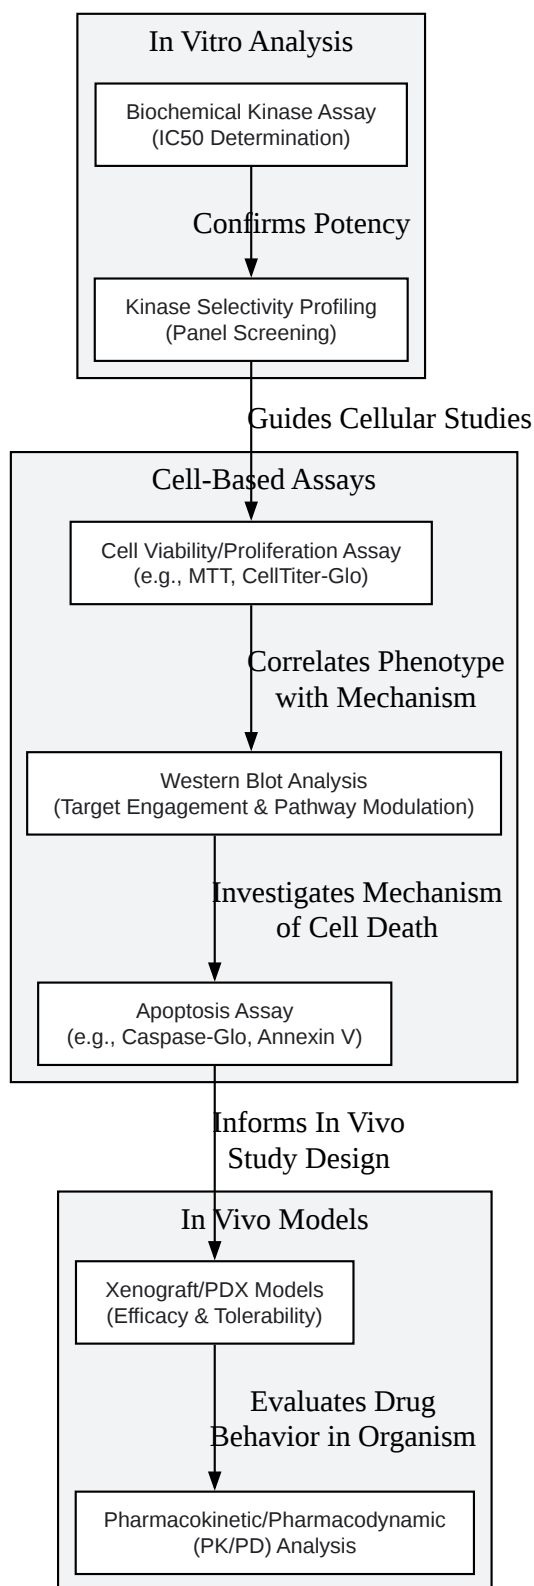 In Vitro Analysis
Biochemical Kinase Assay
(IC50 Determination)
Confirms Potency
Kinase Selectivity Profiling
(Panel Screening)
Guides Cellular Studies
Cell-Based Assays
Cell Viability/Proliferation Assay
(e.g., MTT, CellTiter-Glo)
Correlates Phenotype
with Mechanism
Western Blot Analysis
(Target Engagement & Pathway Modulation)
Investigates Mechanism
of Cell Death
Apoptosis Assay
(e.g., Caspase-Glo, Annexin V)
Informs In Vivo
Study Design
In Vivo Models
Xenograft/PDX Models
(Efficacy & Tolerability)
Evaluates Drug
Behavior in Organism
Pharmacokinetic/Pharmacodynamic
(PK/PD) Analysis